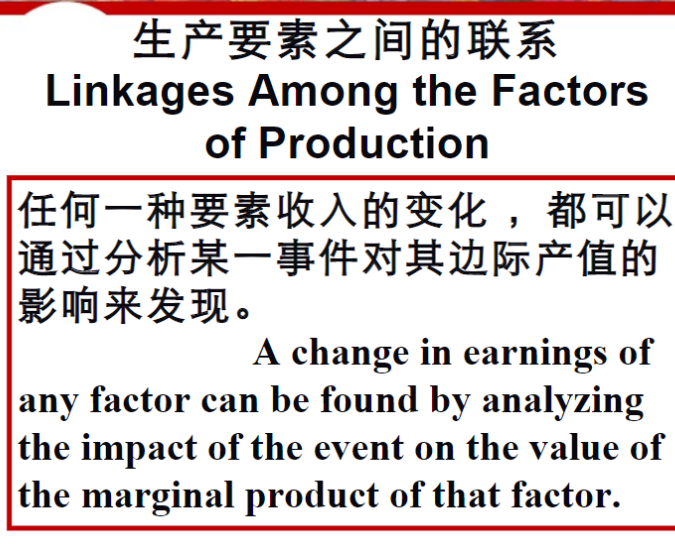 生产要素之间的联系
Linkages Among the Factors
of Production
任何一种要素收入的变化 ，都可以
通过分析某一事件对其边际产值的
影响来发现。
A change in earnings of
any factor can be found by analyzing
the impact of the event on the value of
the marginal product of that factor.